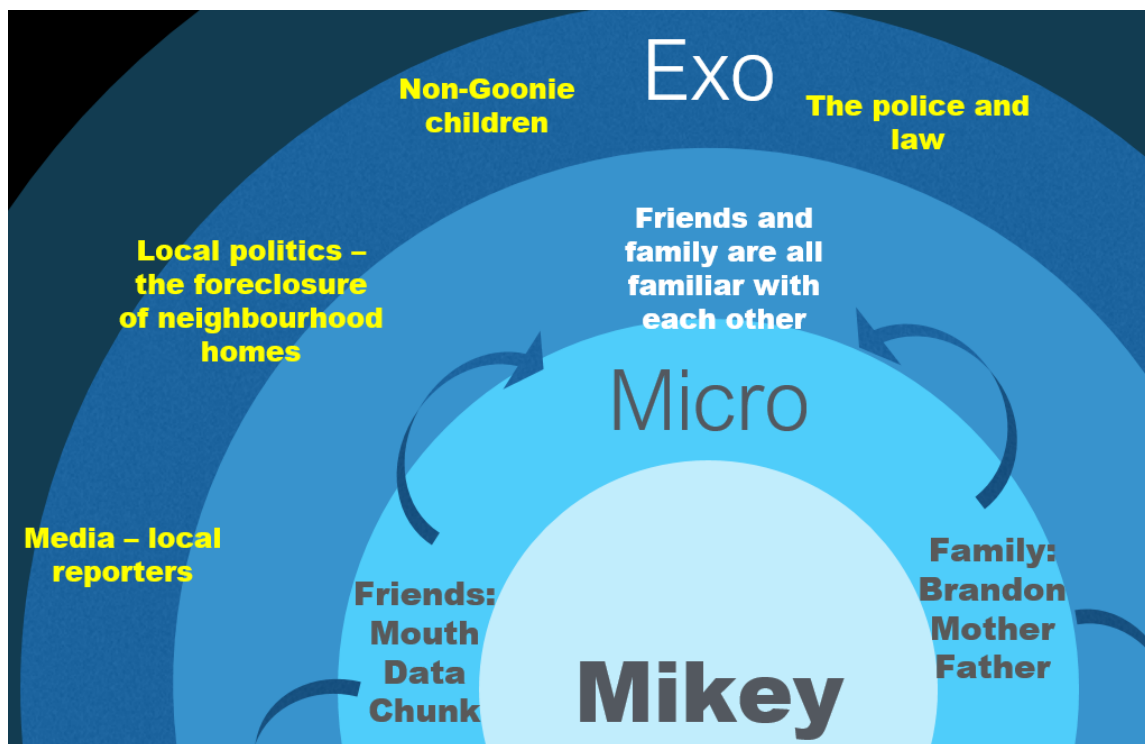 Exo
Non-Goonie
children
The police and
law
Friends and
family are all
familiar with
each other
Local politics –
the foreclosure
of neighbourhood
homes
Micro
Media – local
reporters
Friends:
Mouth
Data
Chunk
Family:
Brandon
Mother
Father
Mikey